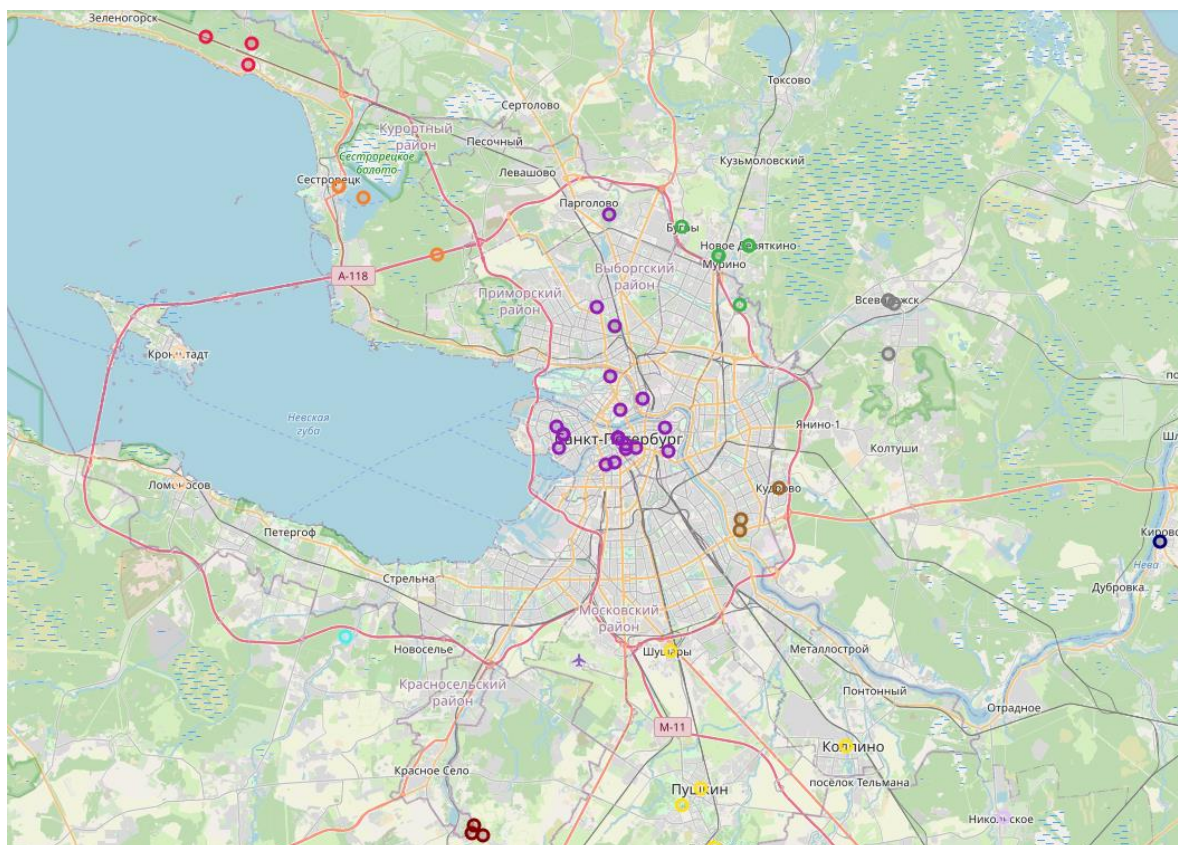 Зеленогорск
Токсово
Сертолово
Курортный
район
Песочный
Кузьмоловский
Сестрорецкое
болото
Левашово
Сестрорецк
Парголово
Бугры
Новое Девяткино
Мурино
А-118
Выборгский
район
Приморский
район
Всеволожск
Кронштадт
Колтуши
Янино-1
Невская
губа
Санкт-Петербург
Ломоносов
Кудрово
Петергоф
Кировс
Нева
Стрельна
Дубровка
Московский
район
Новоселье
Шушары
Металлострой
Красносельский
район
Понтонный
Отрадное
М-11
Колпино
Красное Село
посёлок Тельмана
Пушкин
Никольское